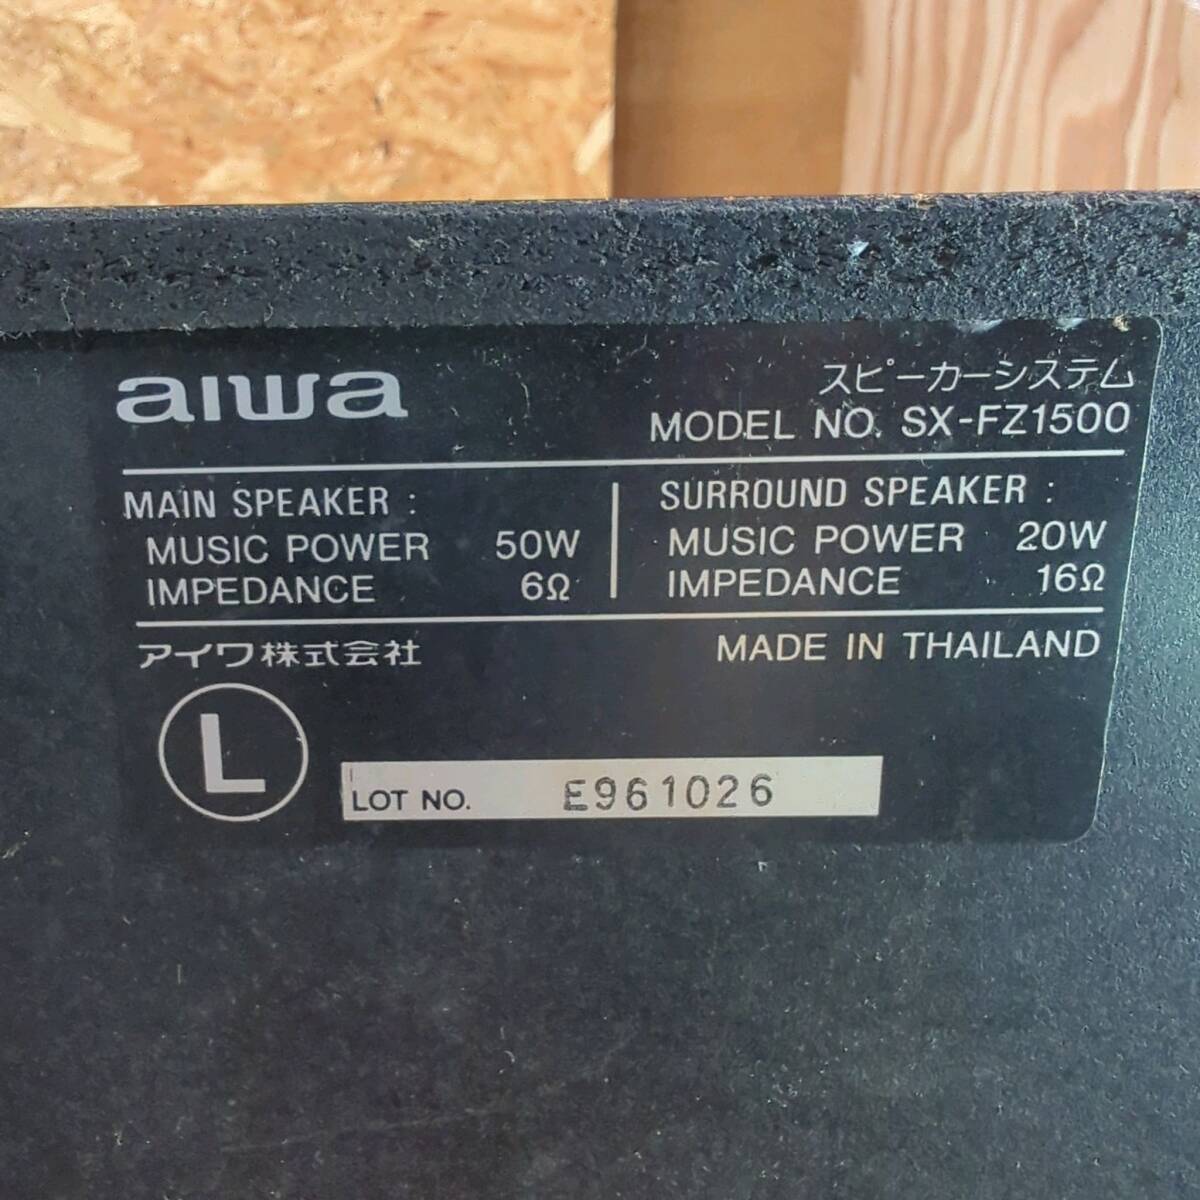 aiwa
スピーカーシステム
MODEL NO. SX-FZ1500
MAIN SPEAKER :
MUSIC POWER 50W
IMPEDANCE 6Ω
SURROUND SPEAKER :
MUSIC POWER 20W
IMPEDANCE 16Ω
アイワ株式会社
MADE IN THAILAND
L
LOT NO. E961026